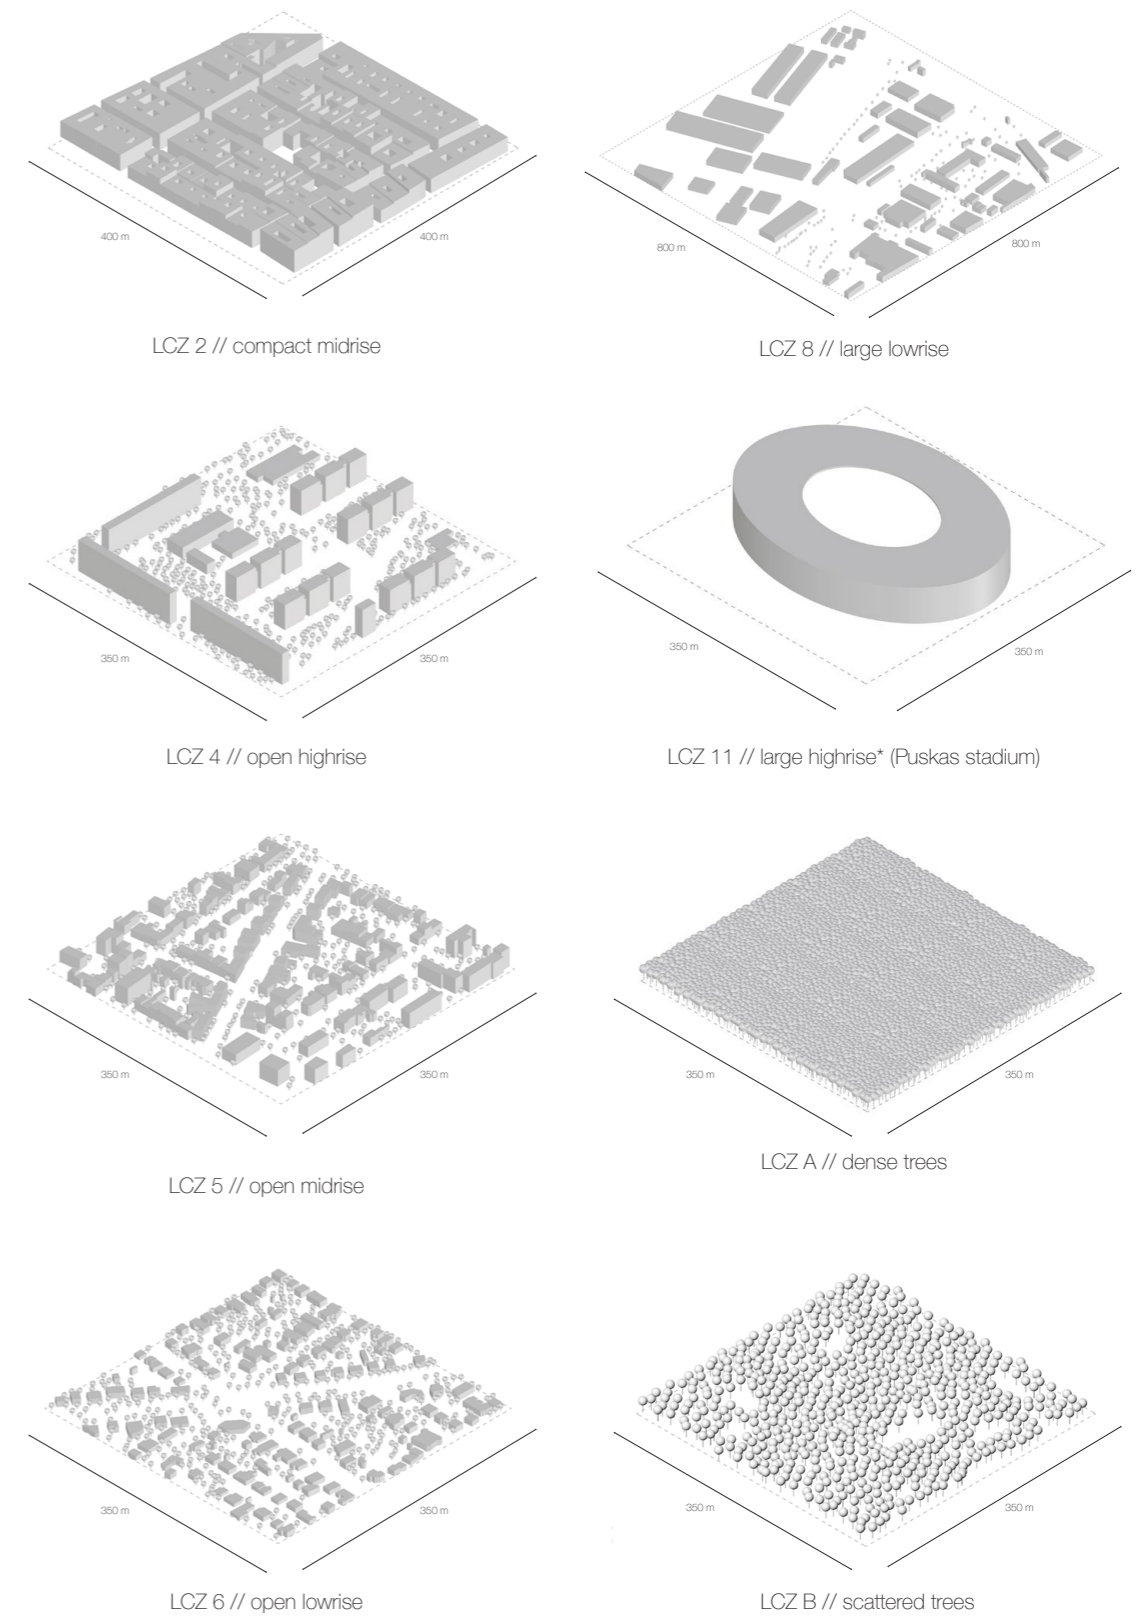 400 m
400 m
LCZ 2 // compact midrise
800 m
800 m
LCZ 8 // large lowrise
350 m
350 m
LCZ 4 // open highrise
350 m
350 m
LCZ 11 // large highrise* (Puskas stadium)
350 m
350 m
LCZ 5 // open midrise
350 m
350 m
LCZ A // dense trees
350 m
350 m
LCZ 6 // open lowrise
350 m
350 m
LCZ B // scattered trees